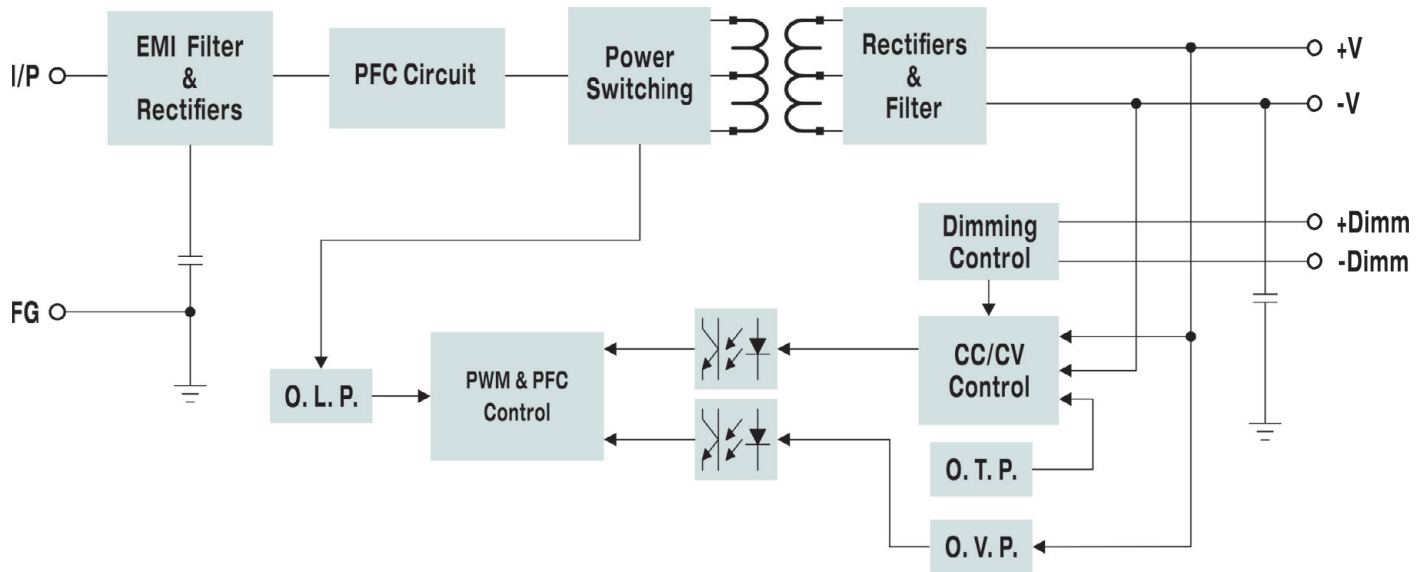 I/P
EMI Filter
&
Rectifiers
PFC Circuit
Power
Switching
Rectifiers
&
Filter
+V
-V
Dimming
Control
+Dimm
-Dimm
FG
O. L. P.
PWM & PFC
Control
CC/CV
Control
O. T. P.
O. V. P.